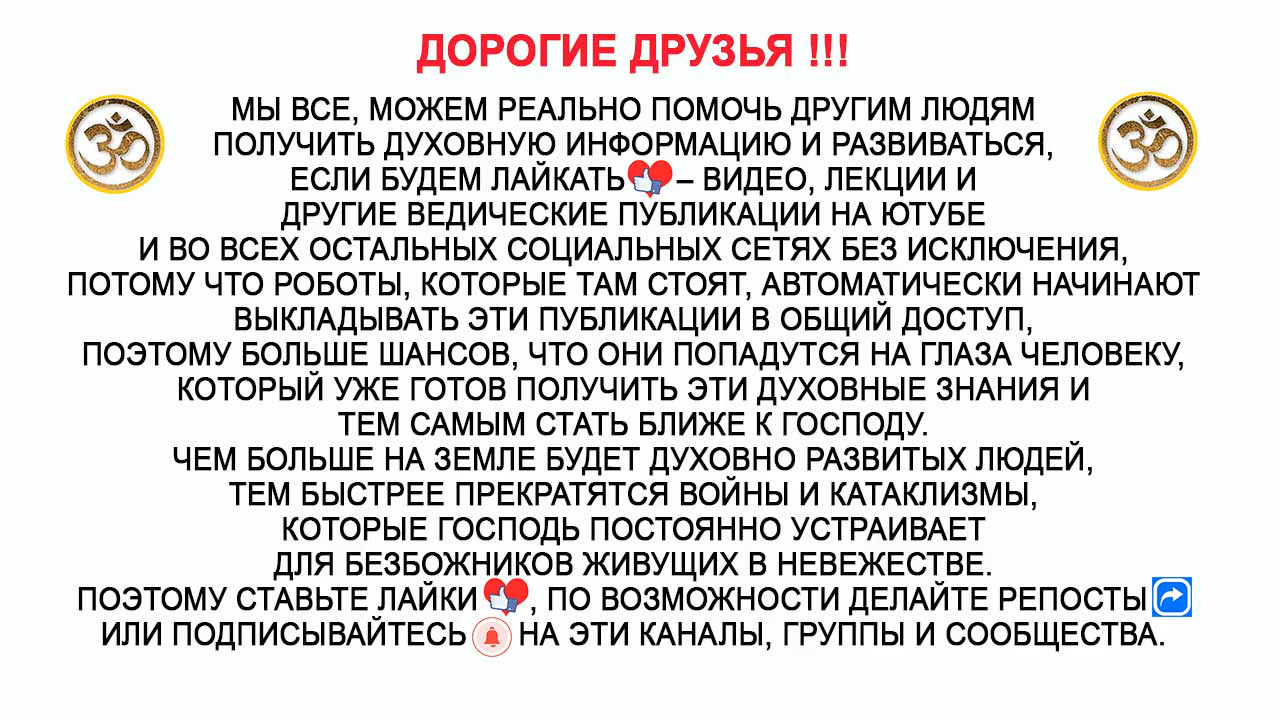 ДОРОГИЕ ДРУЗЬЯ !!!
МЫ ВСЕ, МОЖЕМ РЕАЛЬНО ПОМОЧЬ ДРУГИМ ЛЮДЯМ
ПОЛУЧИТЬ ДУХОВНУЮ ИНФОРМАЦИЮ И РАЗВИВАТЬСЯ,
ЕСЛИ БУДЕМ ЛАЙКАТЬ – ВИДЕО, ЛЕКЦИИ И
ДРУГИЕ ВЕДИЧЕСКИЕ ПУБЛИКАЦИИ НА ЮТУБЕ
И ВО ВСЕХ ОСТАЛЬНЫХ СОЦИАЛЬНЫХ СЕТЯХ БЕЗ ИСКЛЮЧЕНИЯ,
ПОТОМУ ЧТО РОБОТЫ, КОТОРЫЕ ТАМ СТОЯТ, АВТОМАТИЧЕСКИ НАЧИНАЮТ
ВЫКЛАДЫВАТЬ ЭТИ ПУБЛИКАЦИИ В ОБЩИЙ ДОСТУП,
ПОЭТОМУ БОЛЬШЕ ШАНСОВ, ЧТО ОНИ ПОПАДУТСЯ НА ГЛАЗА ЧЕЛОВЕКУ,
КОТОРЫЙ УЖЕ ГОТОВ ПОЛУЧИТЬ ЭТИ ДУХОВНЫЕ ЗНАНИЯ И
ТЕМ САМЫМ СТАТЬ БЛИЖЕ К ГОСПОДУ.
ЧЕМ БОЛЬШЕ НА ЗЕМЛЕ БУДЕТ ДУХОВНО РАЗВИТЫХ ЛЮДЕЙ,
ТЕМ БЫСТРЕЕ ПРЕКРАТЯТСЯ ВОЙНЫ И КАТАКЛИЗМЫ,
КОТОРЫЕ ГОСПОДЬ ПОСТОЯННО УСТРАИВАЕТ
ДЛЯ БЕЗБОЖНИКОВ ЖИВУЩИХ В НЕВЕЖЕСТВЕ.
ПОЭТОМУ СТАВЬТЕ ЛАЙКИ , ПО ВОЗМОЖНОСТИ ДЕЛАЙТЕ РЕПОСТЫ
ИЛИ ПОДПИСЫВАЙТЕСЬ НА ЭТИ КАНАЛЫ, ГРУППЫ И СООБЩЕСТВА.
ॐ
ॐ